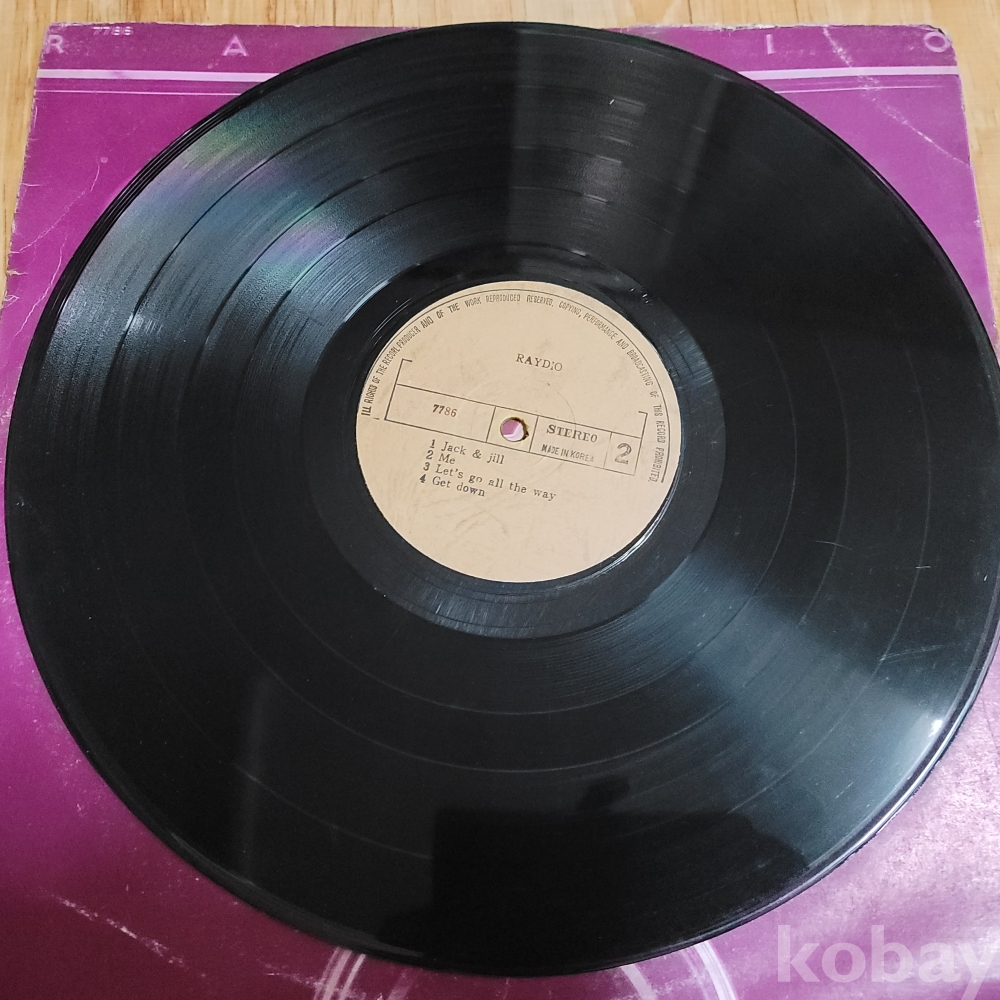 R A I O
7786
ILL RIGHTS OF THE RECORD PRODUCER AND OF THE WORK REPRODUCED RESERVED. COPYING, PERFORMANCE AND BROADCASTING OF THIS RECORD PROHIBITED
RAYDIO
7786
STEREO
MADE IN KOREA
2
1 Jack & jill
2 Me
3 Let's go all the way
4 Get down
kobay